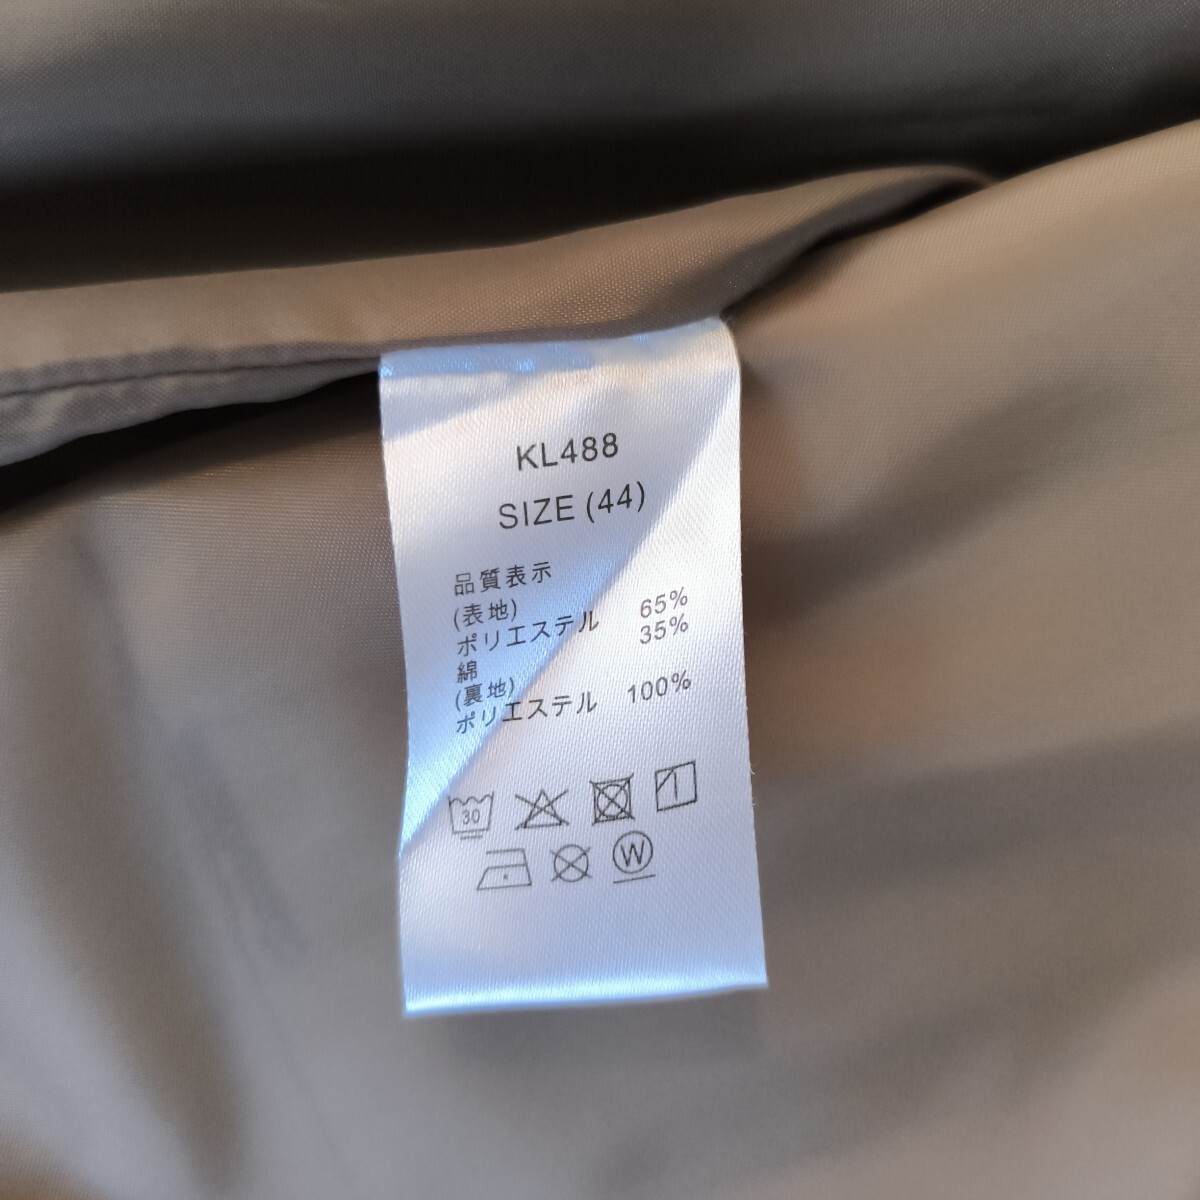 KL488
SIZE (44)
品質表示
(表地)
ポリエステル 65%
綿 35%
(裏地)
ポリエステル 100%
30
W